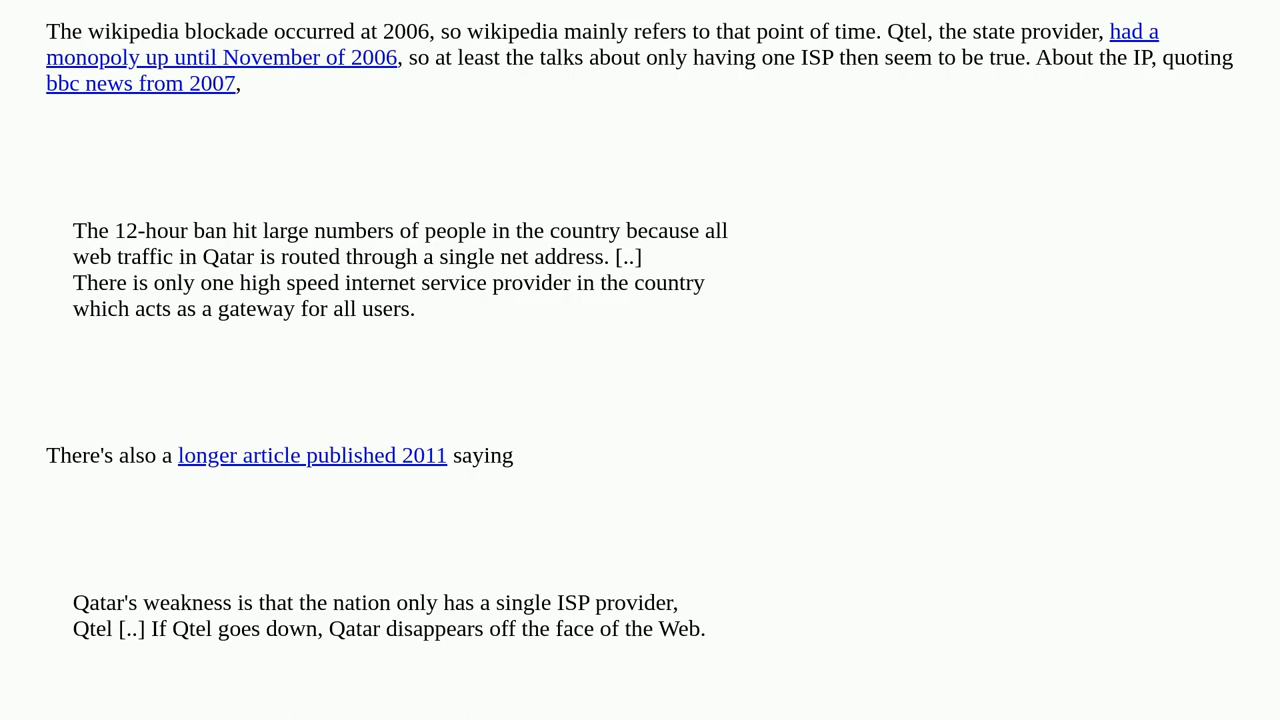 The wikipedia blockade occurred at 2006, so wikipedia mainly refers to that point of time. Qtel, the state provider, had a
monopoly up until November of 2006, so at least the talks about only having one ISP then seem to be true. About the IP, quoting
bbc news from 2007,
The 12-hour ban hit large numbers of people in the country because all
web traffic in Qatar is routed through a single net address. [..]
There is only one high speed internet service provider in the country
which acts as a gateway for all users.
There's also a longer article published 2011 saying
Qatar's weakness is that the nation only has a single ISP provider,
Qtel [..] If Qtel goes down, Qatar disappears off the face of the Web.